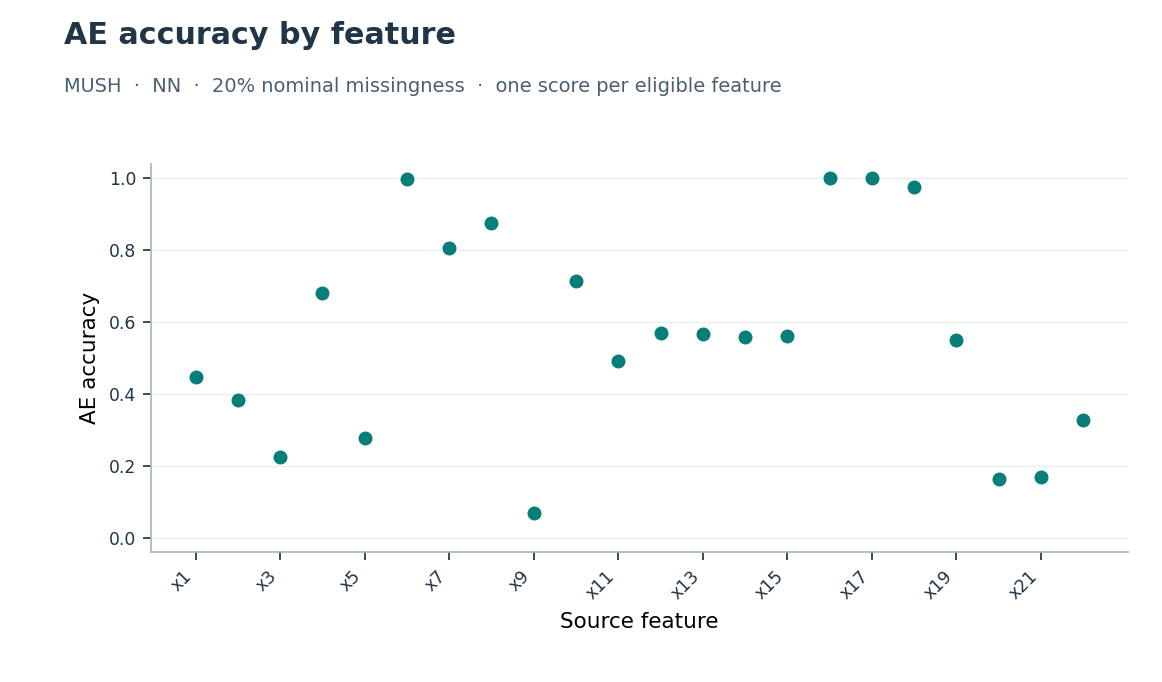 AE accuracy by feature
MUSH · NN · 20% nominal missingness · one score per eligible feature
AE accuracy
1.0
0.8
0.6
0.4
0.2
0.0
x1 x3 x5 x7 x9 x11 x13 x15 x17 x19 x21
Source feature